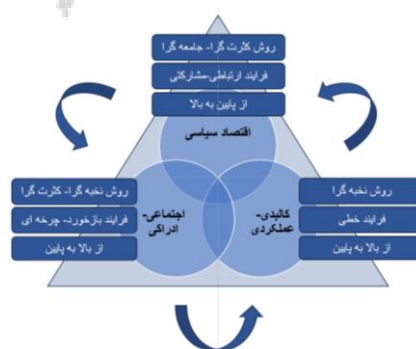 روش کثرت گرا- جامعه گرا
فرایند ارتباطی-مشارکتی
از پایین به بالا
اقتصاد سیاسی
روش نخبه گرا- کثرت گرا
فرایند بازخورد- چرخه ای
از بالا به پایین
اجتماعی-
ادراکی
کالبدی-
عملکردی
روش نخبه گرا
فرایند خطی
از بالا به پایین